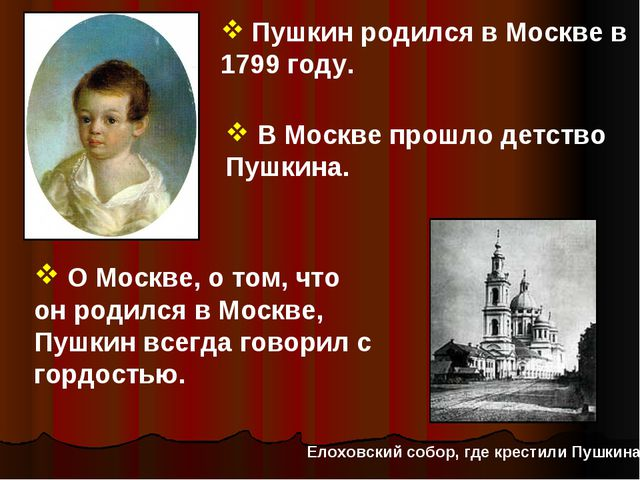 ❖ Пушкин родился в Москве в
1799 году.
❖ В Москве прошло детство
Пушкина.
❖ О Москве, о том, что
он родился в Москве,
Пушкин всегда говорил с
гордостью.
Елоховский собор, где крестили Пушкина